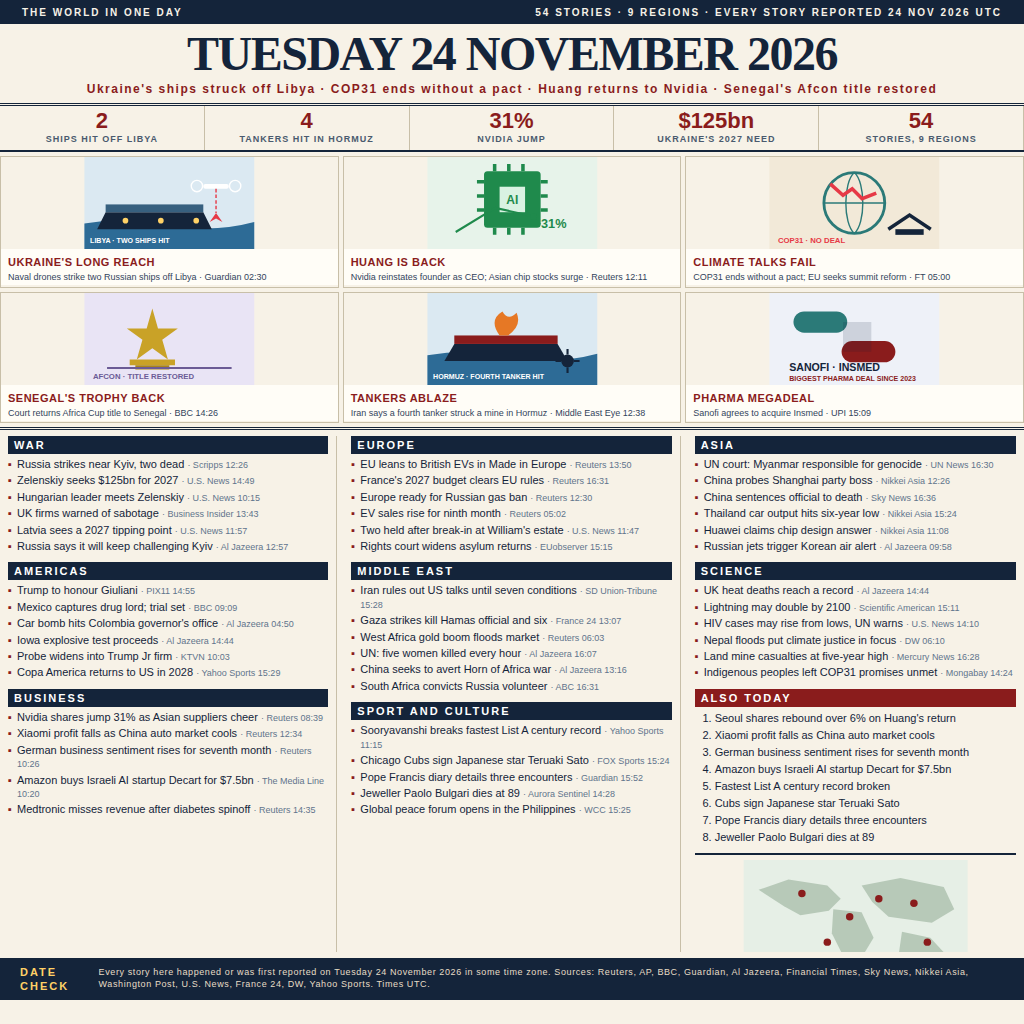 THE WORLD IN ONE DAY
54 STORIES · 9 REGIONS · EVERY STORY REPORTED 24 NOV 2026 UTC
TUESDAY 24 NOVEMBER 2026
Ukraine's ships struck off Libya · COP31 ends without a pact · Huang returns to Nvidia · Senegal's Afcon title restored
2
SHIPS HIT OFF LIBYA
4
TANKERS HIT IN HORMUZ
31%
NVIDIA JUMP
$125bn
UKRAINE'S 2027 NEED
54
STORIES, 9 REGIONS
LIBYA · TWO SHIPS HIT
UKRAINE'S LONG REACH
Naval drones strike two Russian ships off Libya · Guardian 02:30
AI
31%
HUANG IS BACK
Nvidia reinstates founder as CEO; Asian chip stocks surge · Reuters 12:11
COP31 · NO DEAL
CLIMATE TALKS FAIL
COP31 ends without a pact; EU seeks summit reform · FT 05:00
AFCON · TITLE RESTORED
SENEGAL'S TROPHY BACK
Court returns Africa Cup title to Senegal · BBC 14:26
HORMUZ · FOURTH TANKER HIT
TANKERS ABLAZE
Iran says a fourth tanker struck a mine in Hormuz · Middle East Eye 12:38
SANOFI · INSMED
BIGGEST PHARMA DEAL SINCE 2023
PHARMA MEGADEAL
Sanofi agrees to acquire Insmed · UPI 15:09
WAR
▪ Russia strikes near Kyiv, two dead · Scripps 12:26
▪ Zelenskiy seeks $125bn for 2027 · U.S. News 14:49
▪ Hungarian leader meets Zelenskiy · U.S. News 10:15
▪ UK firms warned of sabotage · Business Insider 13:43
▪ Latvia sees a 2027 tipping point · U.S. News 11:57
▪ Russia says it will keep challenging Kyiv · Al Jazeera 12:57
AMERICAS
▪ Trump to honour Giuliani · PIX11 14:55
▪ Mexico captures drug lord; trial set · BBC 09:09
▪ Car bomb hits Colombia governor's office · Al Jazeera 04:50
▪ Iowa explosive test proceeds · Al Jazeera 14:44
▪ Probe widens into Trump Jr firm · KTVN 10:03
▪ Copa America returns to US in 2028 · Yahoo Sports 15:29
BUSINESS
▪ Nvidia shares jump 31% as Asian suppliers cheer · Reuters 08:39
▪ Xiaomi profit falls as China auto market cools · Reuters 12:34
▪ German business sentiment rises for seventh month · Reuters
10:26
▪ Amazon buys Israeli AI startup Decart for $7.5bn · The Media Line
10:20
▪ Medtronic misses revenue after diabetes spinoff · Reuters 14:35
EUROPE
▪ EU leans to British EVs in Made in Europe · Reuters 13:50
▪ France's 2027 budget clears EU rules · Reuters 16:31
▪ Europe ready for Russian gas ban · Reuters 12:30
▪ EV sales rise for ninth month · Reuters 05:02
▪ Two held after break-in at William's estate · U.S. News 11:47
▪ Rights court widens asylum returns · EUobserver 15:15
MIDDLE EAST
▪ Iran rules out US talks until seven conditions · SD Union-Tribune
15:28
▪ Gaza strikes kill Hamas official and six · France 24 13:07
▪ West Africa gold boom floods market · Reuters 06:03
▪ UN: five women killed every hour · Al Jazeera 16:07
▪ China seeks to avert Horn of Africa war · Al Jazeera 13:16
▪ South Africa convicts Russia volunteer · ABC 16:31
SPORT AND CULTURE
▪ Sooryavanshi breaks fastest List A century record · Yahoo Sports
11:15
▪ Chicago Cubs sign Japanese star Teruaki Sato · FOX Sports 15:24
▪ Pope Francis diary details three encounters · Guardian 15:52
▪ Jeweller Paolo Bulgari dies at 89 · Aurora Sentinel 14:28
▪ Global peace forum opens in the Philippines · WCC 15:25
ASIA
▪ UN court: Myanmar responsible for genocide · UN News 16:30
▪ China probes Shanghai party boss · Nikkei Asia 12:26
▪ China sentences official to death · Sky News 16:36
▪ Thailand car output hits six-year low · Nikkei Asia 15:24
▪ Huawei claims chip design answer · Nikkei Asia 11:08
▪ Russian jets trigger Korean air alert · Al Jazeera 09:58
SCIENCE
▪ UK heat deaths reach a record · Al Jazeera 14:44
▪ Lightning may double by 2100 · Scientific American 15:11
▪ HIV cases may rise from lows, UN warns · U.S. News 14:10
▪ Nepal floods put climate justice in focus · DW 06:10
▪ Land mine casualties at five-year high · Mercury News 16:28
▪ Indigenous peoples left COP31 promises unmet · Mongabay 14:24
ALSO TODAY
1. Seoul shares rebound over 6% on Huang's return
2. Xiaomi profit falls as China auto market cools
3. German business sentiment rises for seventh month
4. Amazon buys Israeli AI startup Decart for $7.5bn
5. Fastest List A century record broken
6. Cubs sign Japanese star Teruaki Sato
7. Pope Francis diary details three encounters
8. Jeweller Paolo Bulgari dies at 89
DATE
CHECK
Every story here happened or was first reported on Tuesday 24 November 2026 in some time zone. Sources: Reuters, AP, BBC, Guardian, Al Jazeera, Financial Times, Sky News, Nikkei Asia,
Washington Post, U.S. News, France 24, DW, Yahoo Sports. Times UTC.